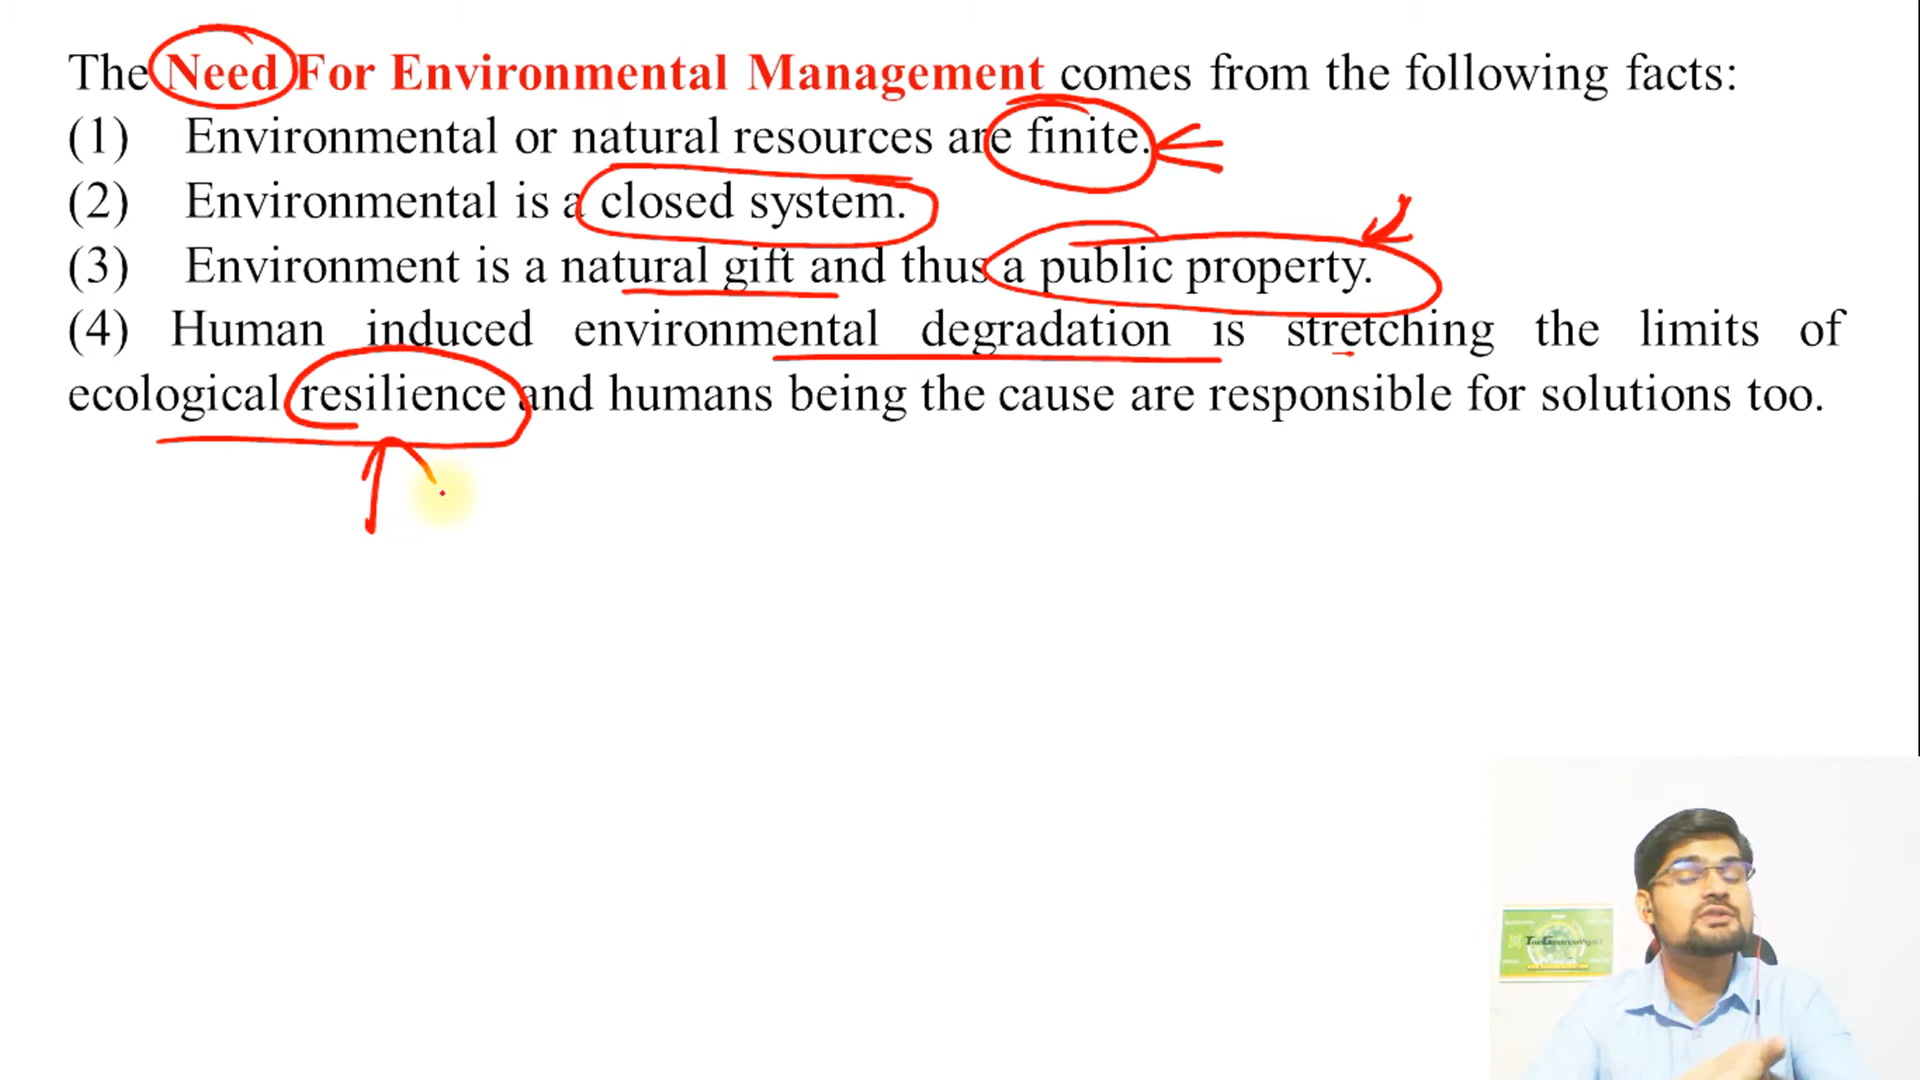 The Need For Environmental Management comes from the following facts:
(1) Environmental or natural resources are finite.
(2) Environmental is a closed system.
(3) Environment is a natural gift and thus a public property.
(4) Human induced environmental degradation is stretching the limits of
ecological resilience and humans being the cause are responsible for solutions too.